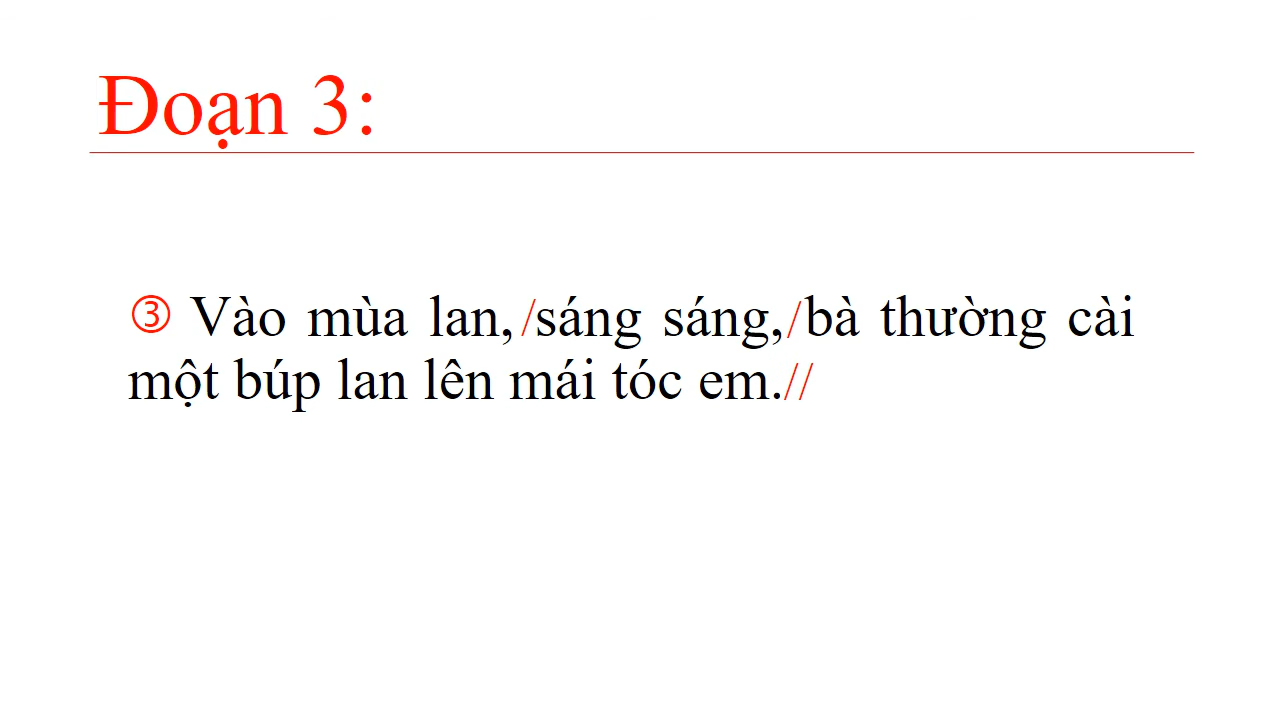 Đoạn 3:
③ Vào mùa lan, /sáng sáng,/bà thường cài
một búp lan lên mái tóc em.//